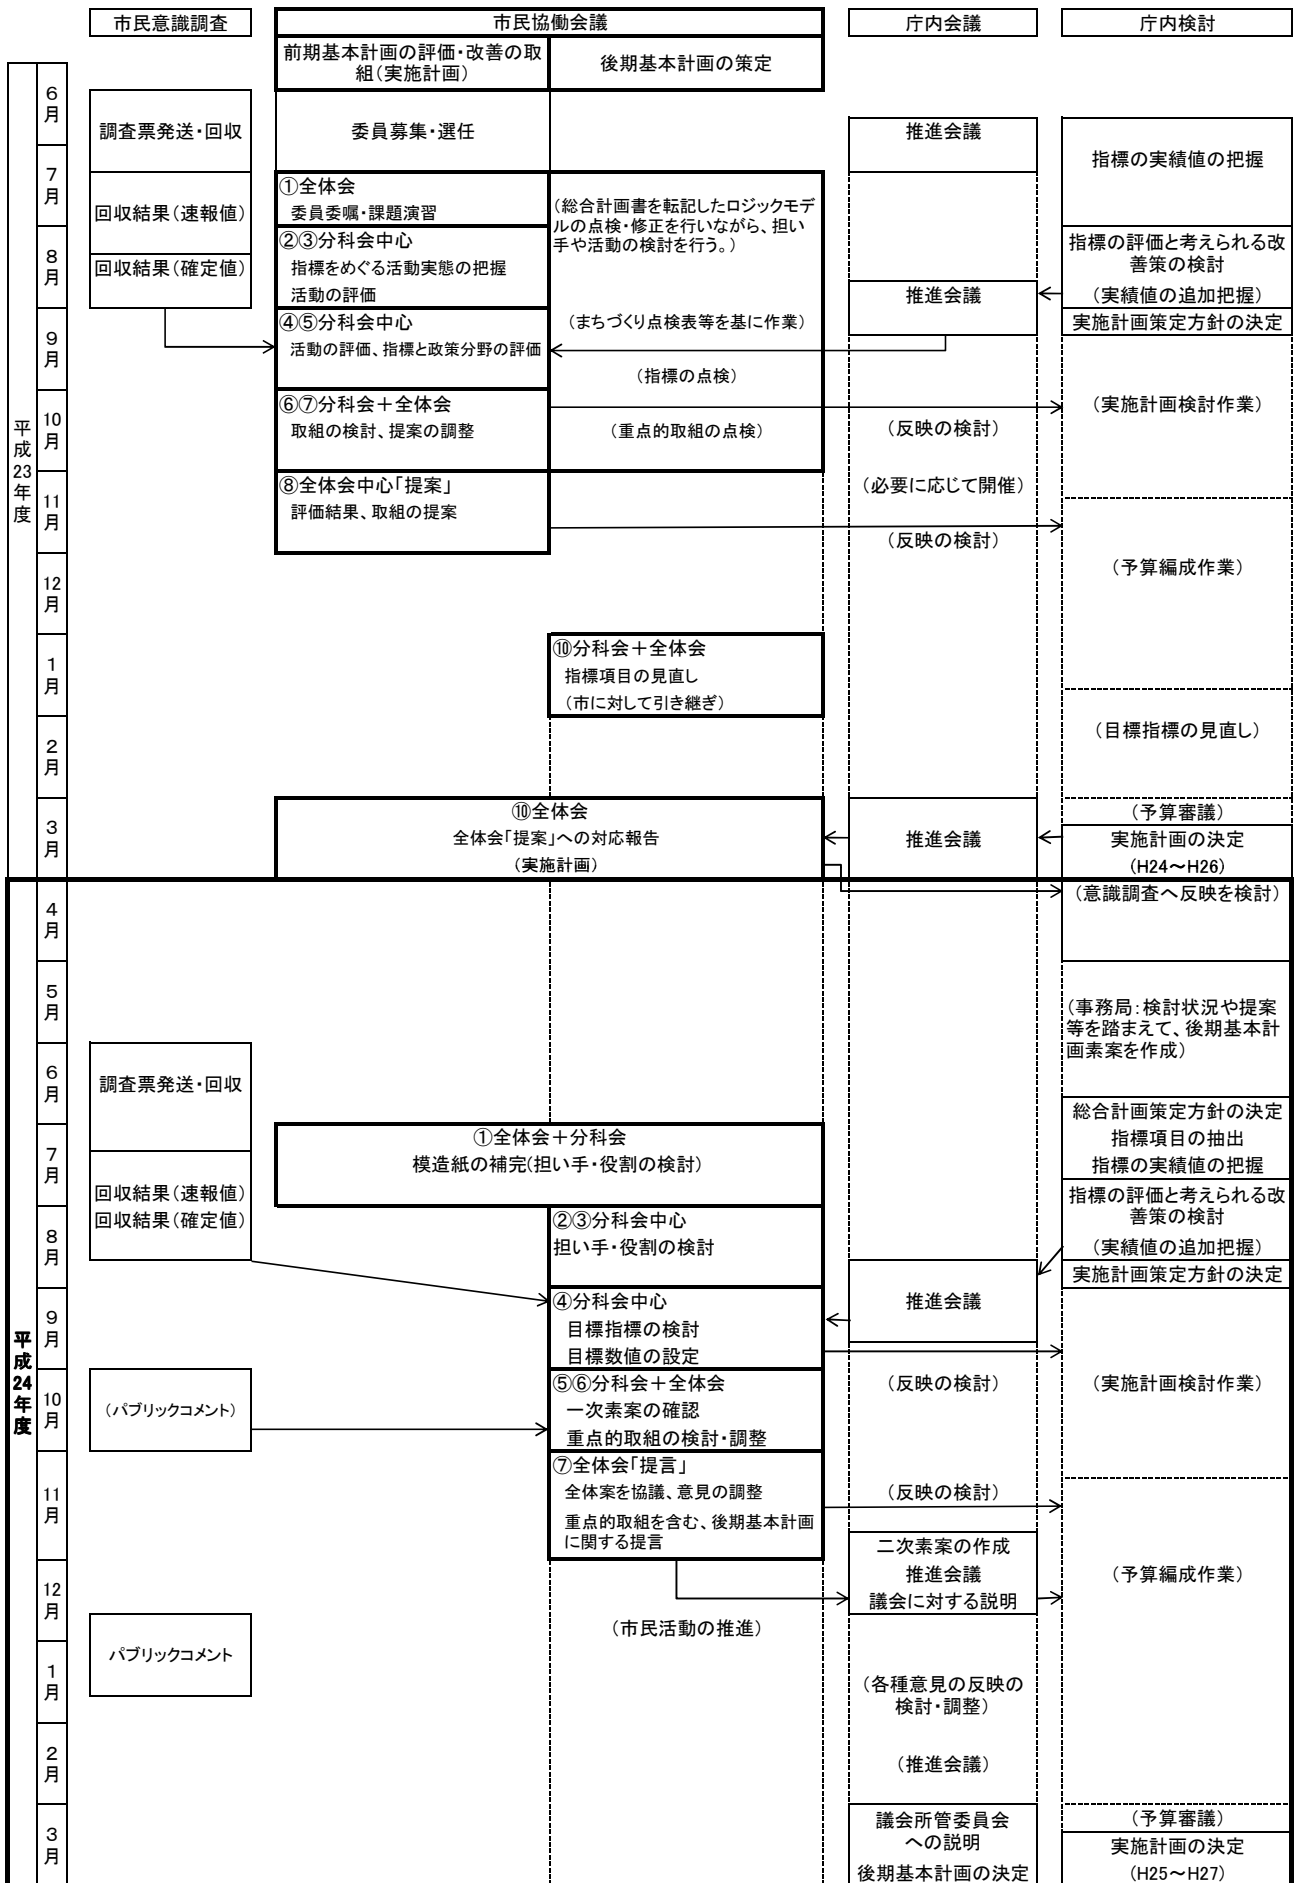 市民意識調査
市民協働会議
庁内会議
庁内検討
前期基本計画の評価・改善の取
組(実施計画)
後期基本計画の策定
平成23年度
6月
7月
8月
9月
10月
11月
12月
1月
2月
3月
調査票発送・回収
回収結果(速報値)
回収結果(確定値)
委員募集・選任
①全体会
委員委嘱・課題演習
②③分科会中心
指標をめぐる活動実態の把握
活動の評価
④⑤分科会中心
活動の評価、指標と政策分野の評価
⑥⑦分科会＋全体会
取組の検討、提案の調整
⑧全体会中心「提案」
評価結果、取組の提案
(総合計画書を転記したロジックモデ
ルの点検・修正を行いながら、担い
手や活動の検討を行う。)
(まちづくり点検表等を基に作業)
(指標の点検)
(重点的取組の点検)
⑩分科会＋全体会
指標項目の見直し
(市に対して引き継ぎ)
⑩全体会
全体会「提案」への対応報告
(実施計画)
推進会議
推進会議
(反映の検討)
(必要に応じて開催)
(反映の検討)
推進会議
指標の実績値の把握
指標の評価と考えられる改
善策の検討
(実績値の追加把握)
実施計画策定方針の決定
(実施計画検討作業)
(予算編成作業)
(目標指標の見直し)
(予算審議)
実施計画の決定
(H24～H26)
平成24年度
4月
5月
6月
7月
8月
9月
10月
11月
12月
1月
2月
3月
調査票発送・回収
回収結果(速報値)
回収結果(確定値)
(パブリックコメント)
パブリックコメント
①全体会＋分科会
模造紙の補完(担い手・役割の検討)
②③分科会中心
担い手・役割の検討
④分科会中心
目標指標の検討
目標数値の設定
⑤⑥分科会＋全体会
一次素案の確認
重点的取組の検討・調整
⑦全体会「提言」
全体案を協議、意見の調整
重点的取組を含む、後期基本計画
に関する提言
(市民活動の推進)
推進会議
(反映の検討)
(反映の検討)
二次素案の作成
推進会議
議会に対する説明
(各種意見の反映の
検討・調整)
(推進会議)
議会所管委員会
への説明
後期基本計画の決定
(意識調査へ反映を検討)
(事務局:検討状況や提案
等を踏まえて、後期基本計
画素案を作成)
総合計画策定方針の決定
指標項目の抽出
指標の実績値の把握
指標の評価と考えられる改
善策の検討
(実績値の追加把握)
実施計画策定方針の決定
(実施計画検討作業)
(予算編成作業)
(予算審議)
実施計画の決定
(H25～H27)